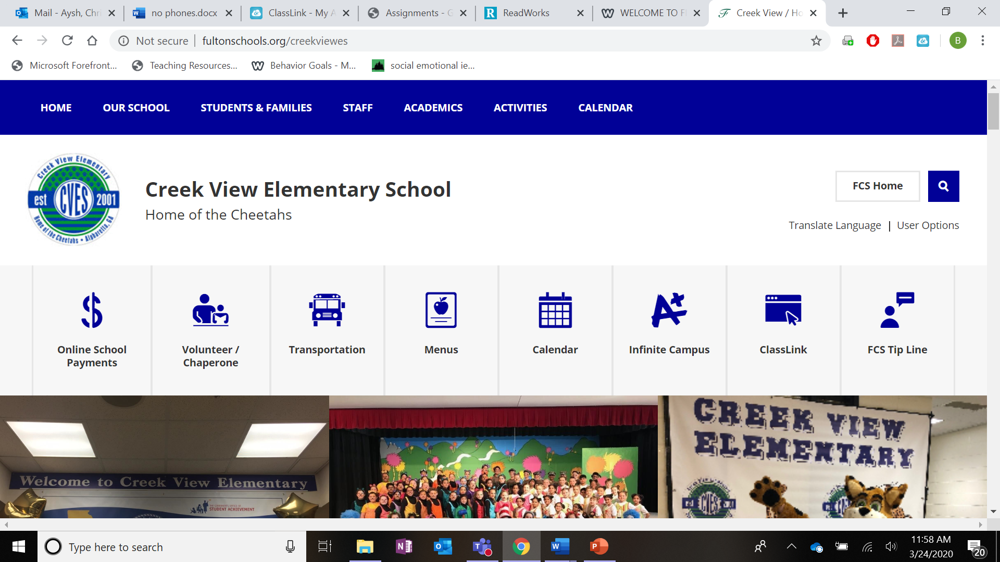 Mail - Aysh, Chri
no phones.docx
ClassLink - My A
Assignments - G
ReadWorks
WELCOME TO FI
Creek View / Ho
Not secure
fultonschools.org/creekviewes
B
Microsoft Forefront...
Teaching Resources...
Behavior Goals - M...
social emotional ie...
HOME
OUR SCHOOL
STUDENTS & FAMILIES
STAFF
ACADEMICS
ACTIVITIES
CALENDAR
Creek View Elementary
est CVES 2001
Home of the Cheetahs • Alpharetta, GA
Creek View Elementary School
Home of the Cheetahs
FCS Home
Translate Language | User Options
Online School
Payments
Volunteer /
Chaperone
Transportation
Menus
Calendar
Infinite Campus
ClassLink
FCS Tip Line
Welcome to Creek View Elementary
STUDENT ACHIEVEMENT
CREEK VIEW
ELEMENTARY
CVES
Type here to search
11:58 AM
3/24/2020
20